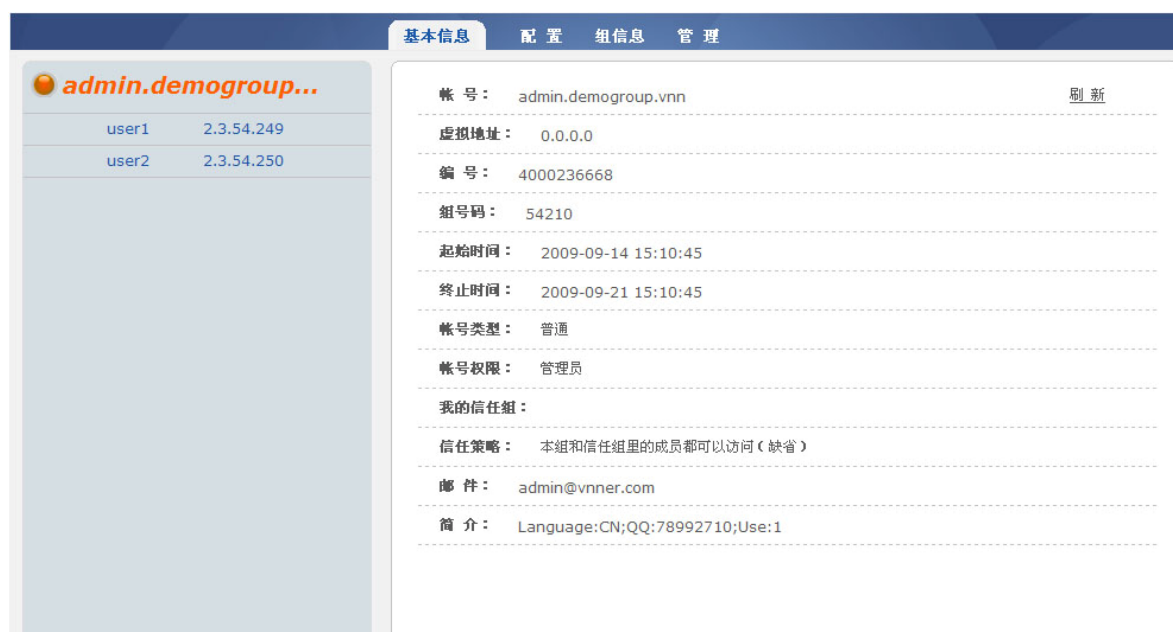 基本信息 配 置 组信息 管 理
admin.demogroup...
user1 2.3.54.249
user2 2.3.54.250
帐 号： admin.demogroup.vnn 刷 新
虚拟地址： 0.0.0.0
编 号： 4000236668
组号码： 54210
起始时间： 2009-09-14 15:10:45
终止时间： 2009-09-21 15:10:45
帐号类型： 普通
帐号权限： 管理员
我的信任组：
信任策略： 本组和信任组里的成员都可以访问（缺省）
邮 件： admin@vnner.com
简 介： Language:CN;QQ:78992710;Use:1